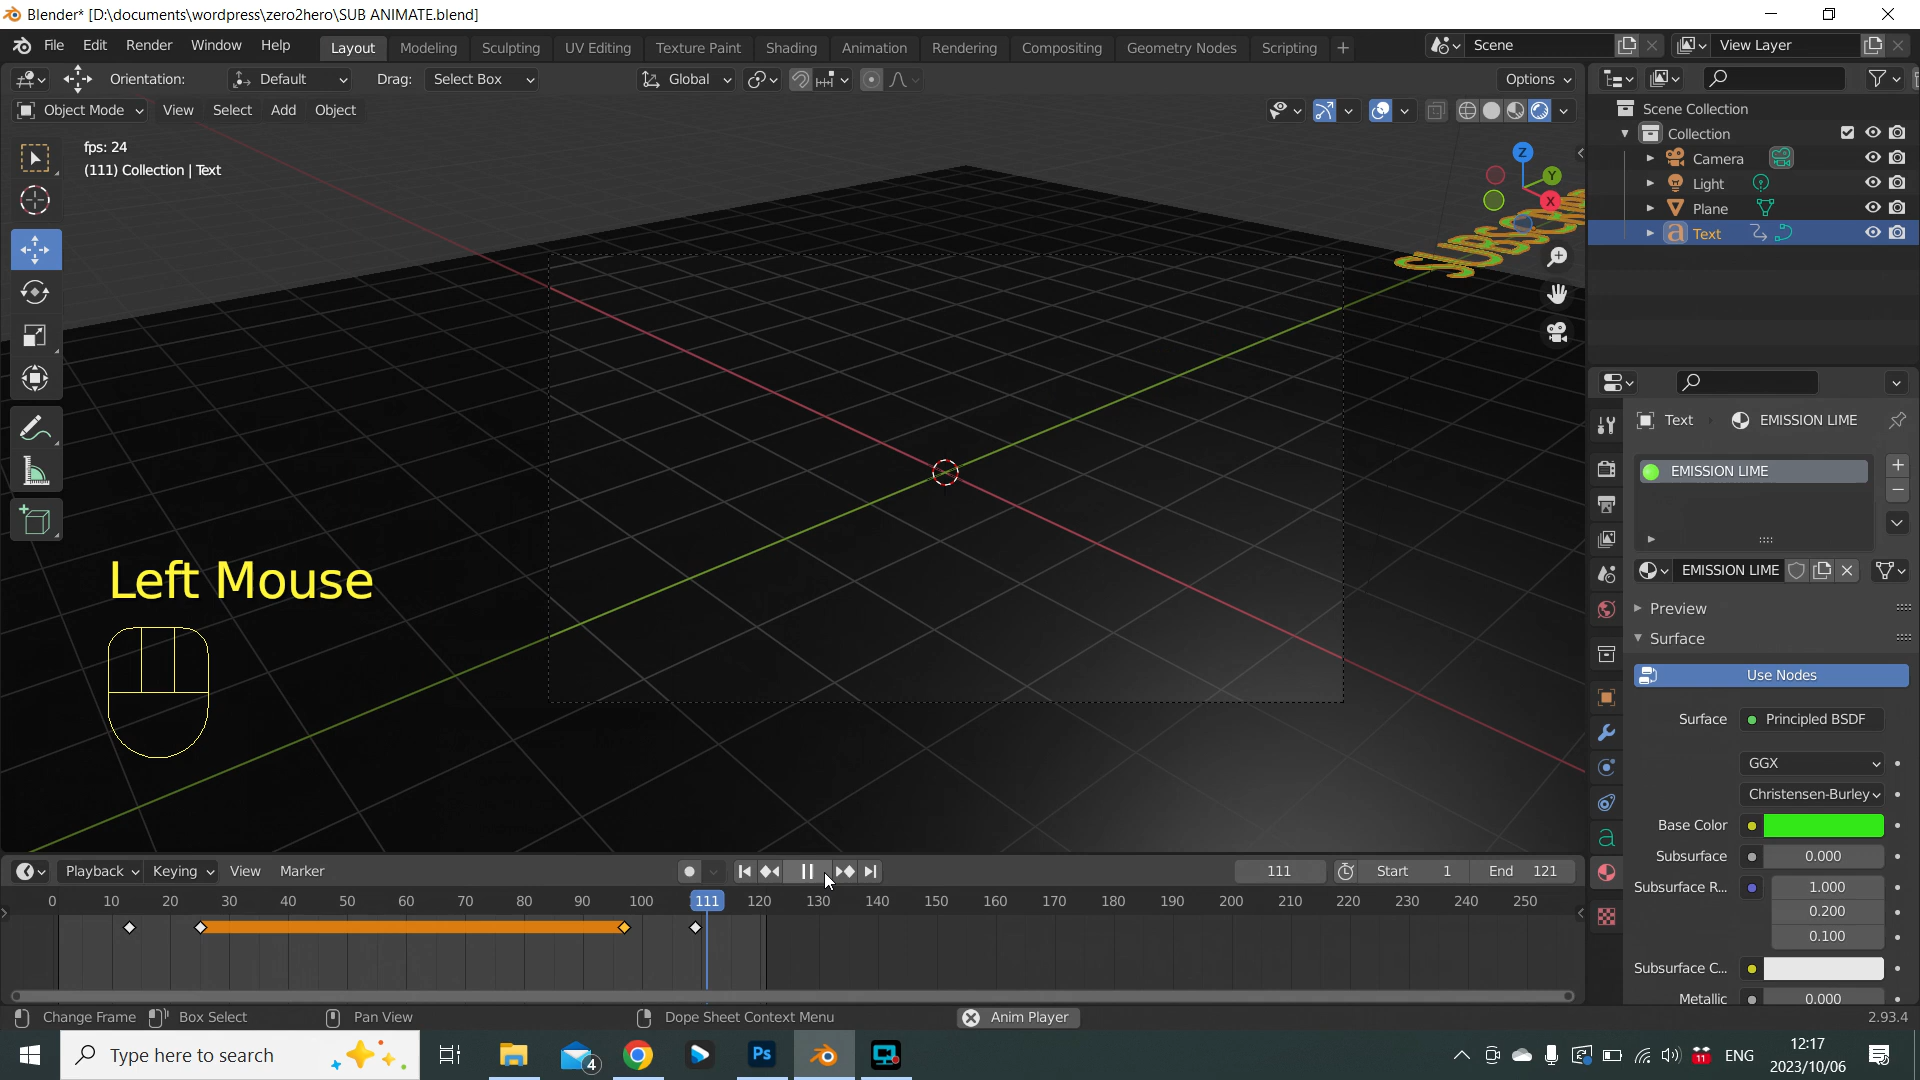 Blender* [D:\documents\wordpress\zero2hero\SUB ANIMATE.blend]
File Edit Render Window Help Layout Modeling Sculpting UV Editing Texture Paint Shading Animation Rendering Compositing Geometry Nodes Scripting + Scene View Layer
Orientation: Default Drag: Select Box Global Options
Object Mode View Select Add Object
Scene Collection
Collection
Camera
Light
Plane
Text
fps: 24
(111) Collection | Text
Z
Y
X
Text EMISSION LIME
EMISSION LIME
EMISSION LIME
Preview
Surface
Use Nodes
Surface Principled BSDF
GGX
Christensen-Burley
Base Color
Subsurface 0.000
Subsurface R... 1.000
0.200
0.100
Subsurface C...
Metallic 0.000
Left Mouse
Playback Keying View Marker 111 Start 1 End 121
0 10 20 30 40 50 60 70 80 90 100 111 120 130 140 150 160 170 180 190 200 210 220 230 240 250
Change Frame Box Select Pan View Dope Sheet Context Menu Anim Player 2.93.4
Type here to search 4 Ps 11 ENG 12:17
2023/10/06